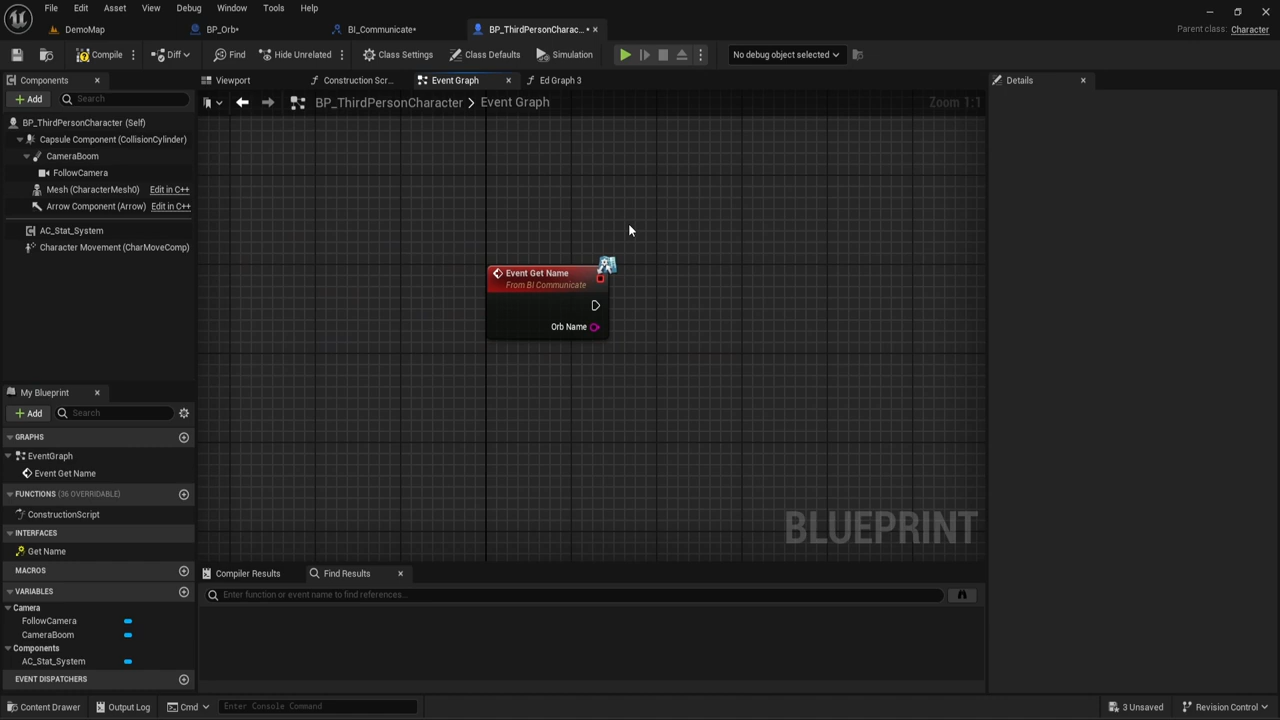 File Edit Asset View Debug Window Tools Help
DemoMap
BP_Orb*
BI_Communicate*
BP_ThirdPersonCharac...*
Parent class: Character
Compile
Diff
Find
Hide Unrelated
Class Settings
Class Defaults
Simulation
No debug object selected
Components
Viewport
Construction Scr...
Event Graph
Ed Graph 3
Details
Add
Search
BP_ThirdPersonCharacter > Event Graph
Zoom 1:1
BP_ThirdPersonCharacter (Self)
Capsule Component (CollisionCylinder)
CameraBoom
FollowCamera
Mesh (CharacterMesh0) Edit in C++
Arrow Component (Arrow) Edit in C++
AC_Stat_System
Character Movement (CharMoveComp)
Event Get Name
From BI Communicate
Orb Name
BLUEPRINT
My Blueprint
Add
Search
GRAPHS
EventGraph
Event Get Name
FUNCTIONS (36 OVERRIDABLE)
ConstructionScript
INTERFACES
Get Name
MACROS
VARIABLES
Camera
FollowCamera
CameraBoom
Components
AC_Stat_System
EVENT DISPATCHERS
Compiler Results
Find Results
Enter function or event name to find references...
Content Drawer
Output Log
Cmd
Enter Console Command
3 Unsaved
Revision Control